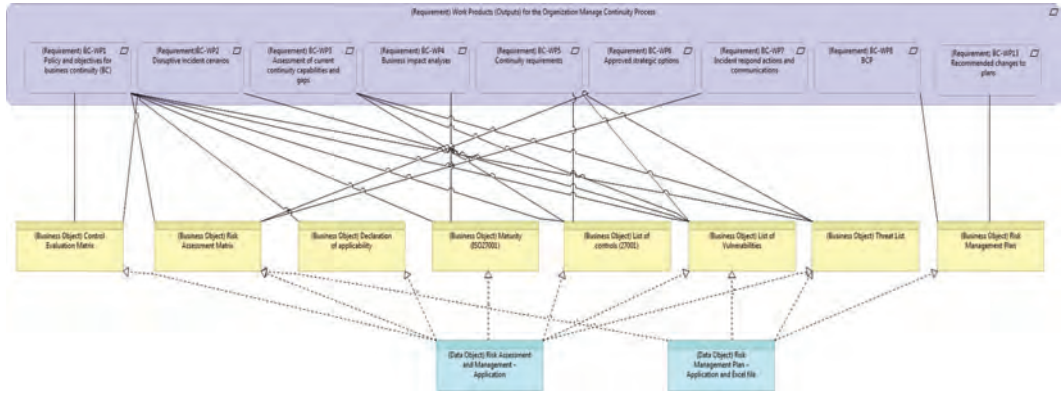 (Requirement) Work Products (Outputs) for the Organization Manage Continuity Process
(Requirement) BC-WP1
Policy and objectives for
business continuity (BC)
(Requirement)BC-WP2
Disruptive incident cenarios
(Requirement) BC-WP3
Assessment of current
continuity capabilities and
gaps
(Requirement) BC-WP4
Business impact analyses
(Requirement) BC-WP5
Continuity requirements
(Requirement) BC-WP6
Approved strategic options
(Requirement) BC-WP7
Incident respond actions and
communications
(Requirement) BC-WP8
BCP
(Requirement) BC-WP13
Recommended changes to
plans
(Business Object) Control
Evaluation Matrix
(Business Object) Risk
Assessment Matrix
(Business Object) Declaration
of applicability
(Business Object) Maturity
(ISO27001)
(Business Object) List of
controls (27001)
(Business Object) List of
Vulnerabilities
(Business Object) Threat List
(Business Object) Risk
Management Plan
(Data Object) Risk Assessment
and Management -
Application
(Data Object) Risk
Management Plan -
Application and Excel file